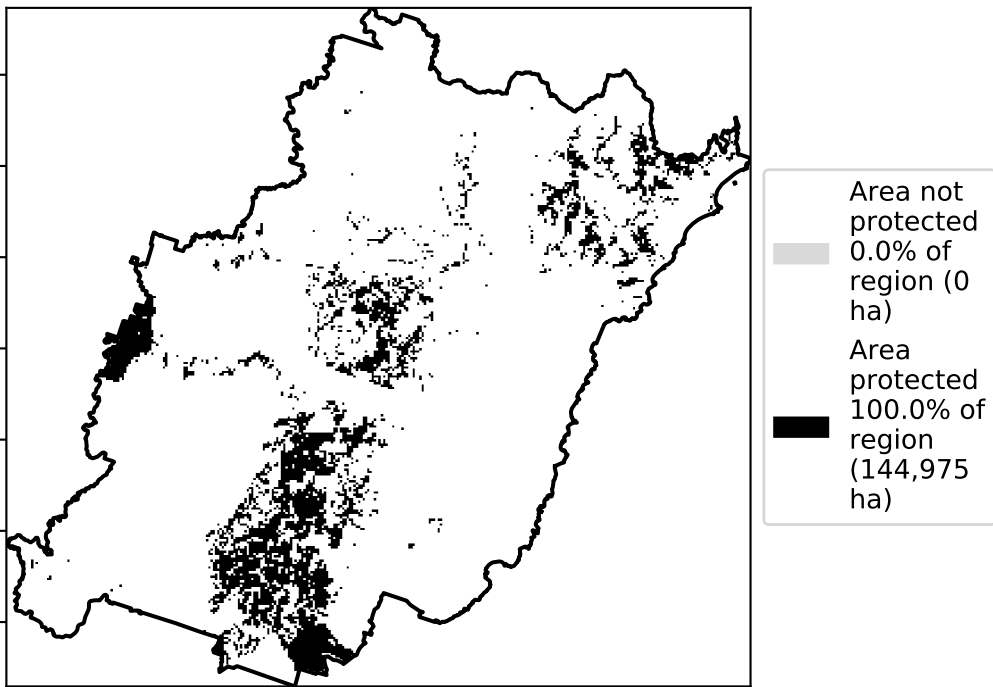 Area not
protected
0.0% of
region (0
ha)
Area
protected
100.0% of
region
(144,975
ha)